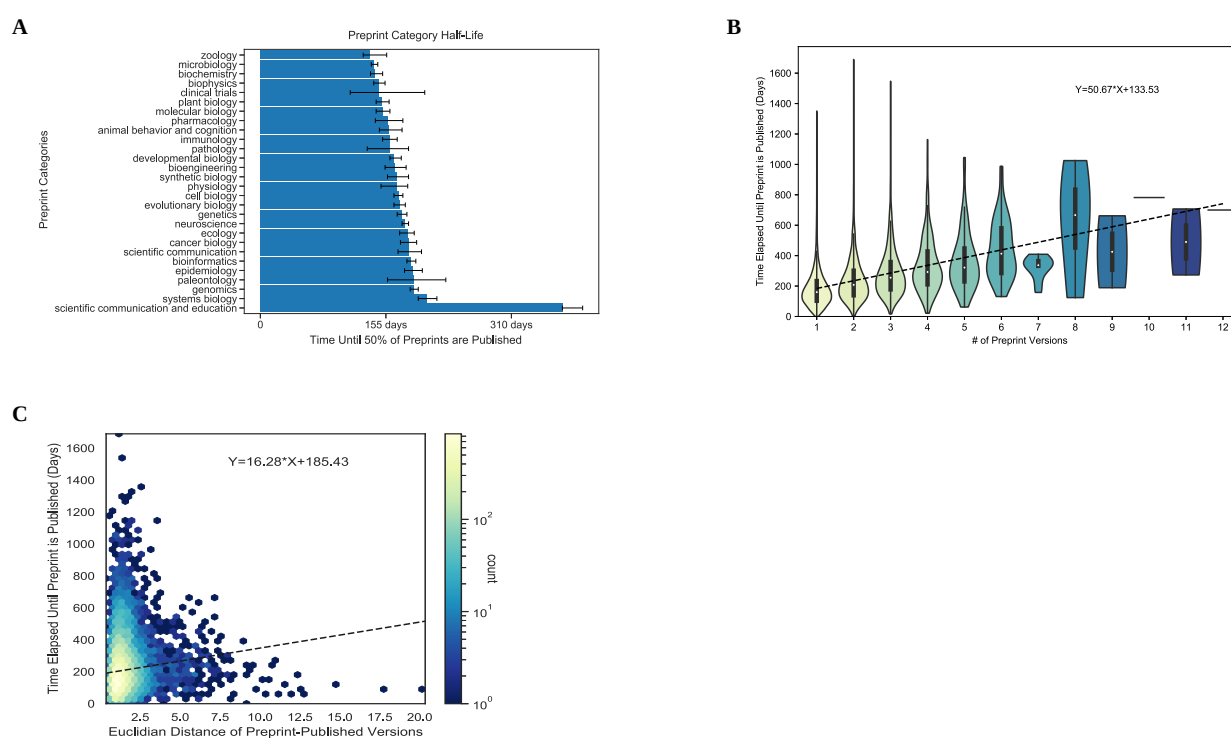 A
Preprint Category Half-Life
Preprint Categories
zoology
microbiology
biochemistry
biophysics
clinical trials
plant biology
molecular biology
pharmacology
animal behavior and cognition
immunology
pathology
developmental biology
bioengineering
synthetic biology
physiology
cell biology
evolutionary biology
genetics
neuroscience
ecology
cancer biology
scientific communication
bioinformatics
epidemiology
paleontology
genomics
systems biology
scientific communication and education
0 155 days 310 days
Time Until 50% of Preprints are Published
B
Time Elapsed Until Preprint is Published (Days)
1600
1400
1200
1000
800
600
400
200
0
Y=50.67*X+133.53
1 2 3 4 5 6 7 8 9 10 11 12
# of Preprint Versions
C
Time Elapsed Until Preprint is Published (Days)
1600
1400
1200
1000
800
600
400
200
0
Y=16.28*X+185.43
2.5 5.0 7.5 10.0 12.5 15.0 17.5 20.0
Euclidian Distance of Preprint-Published Versions
10²
10¹
10⁰
count